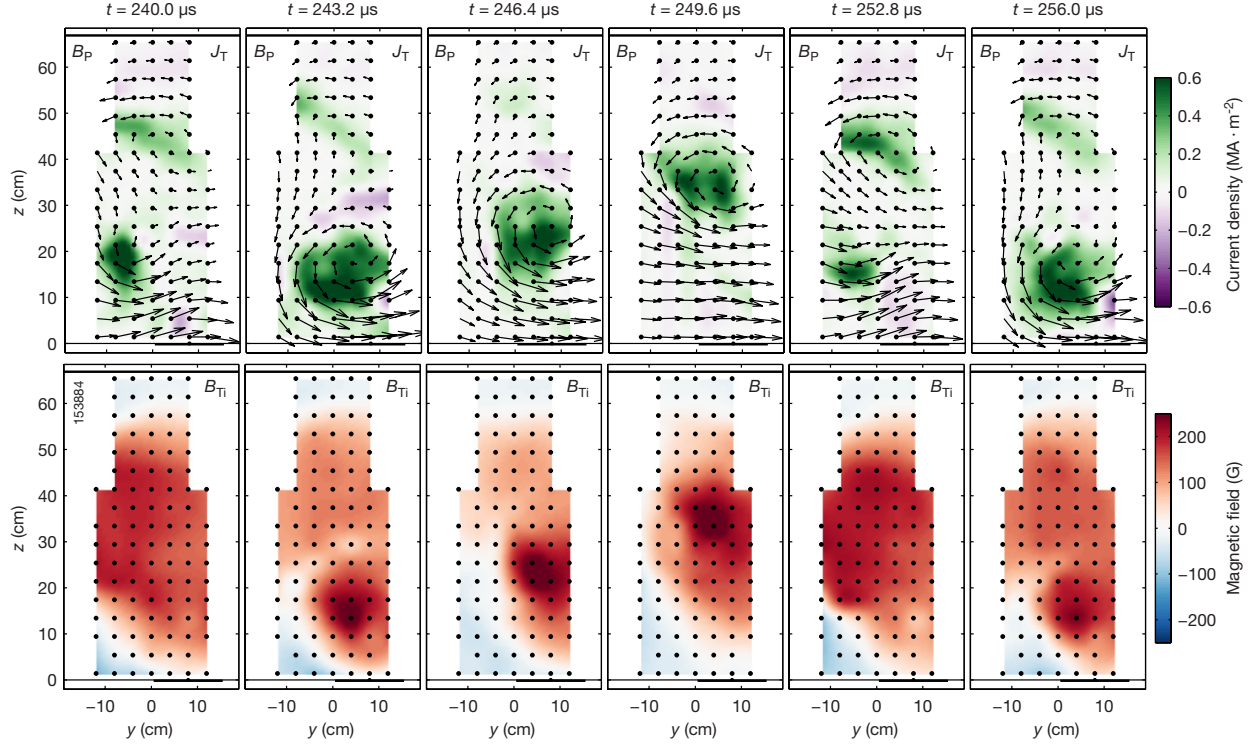 t = 240.0 µs
t = 243.2 µs
t = 246.4 µs
t = 249.6 µs
t = 252.8 µs
t = 256.0 µs
B_P J_T
B_P J_T
B_P J_T
B_P J_T
B_P J_T
B_P J_T
z (cm)
60
50
40
30
20
10
0
0.6
0.4
0.2
0
−0.2
−0.4
−0.6
Current density (MA · m⁻²)
153884
B_Ti
B_Ti
B_Ti
B_Ti
B_Ti
B_Ti
z (cm)
60
50
40
30
20
10
0
200
100
0
−100
−200
Magnetic field (G)
−10 0 10
−10 0 10
−10 0 10
−10 0 10
−10 0 10
−10 0 10
y (cm)
y (cm)
y (cm)
y (cm)
y (cm)
y (cm)